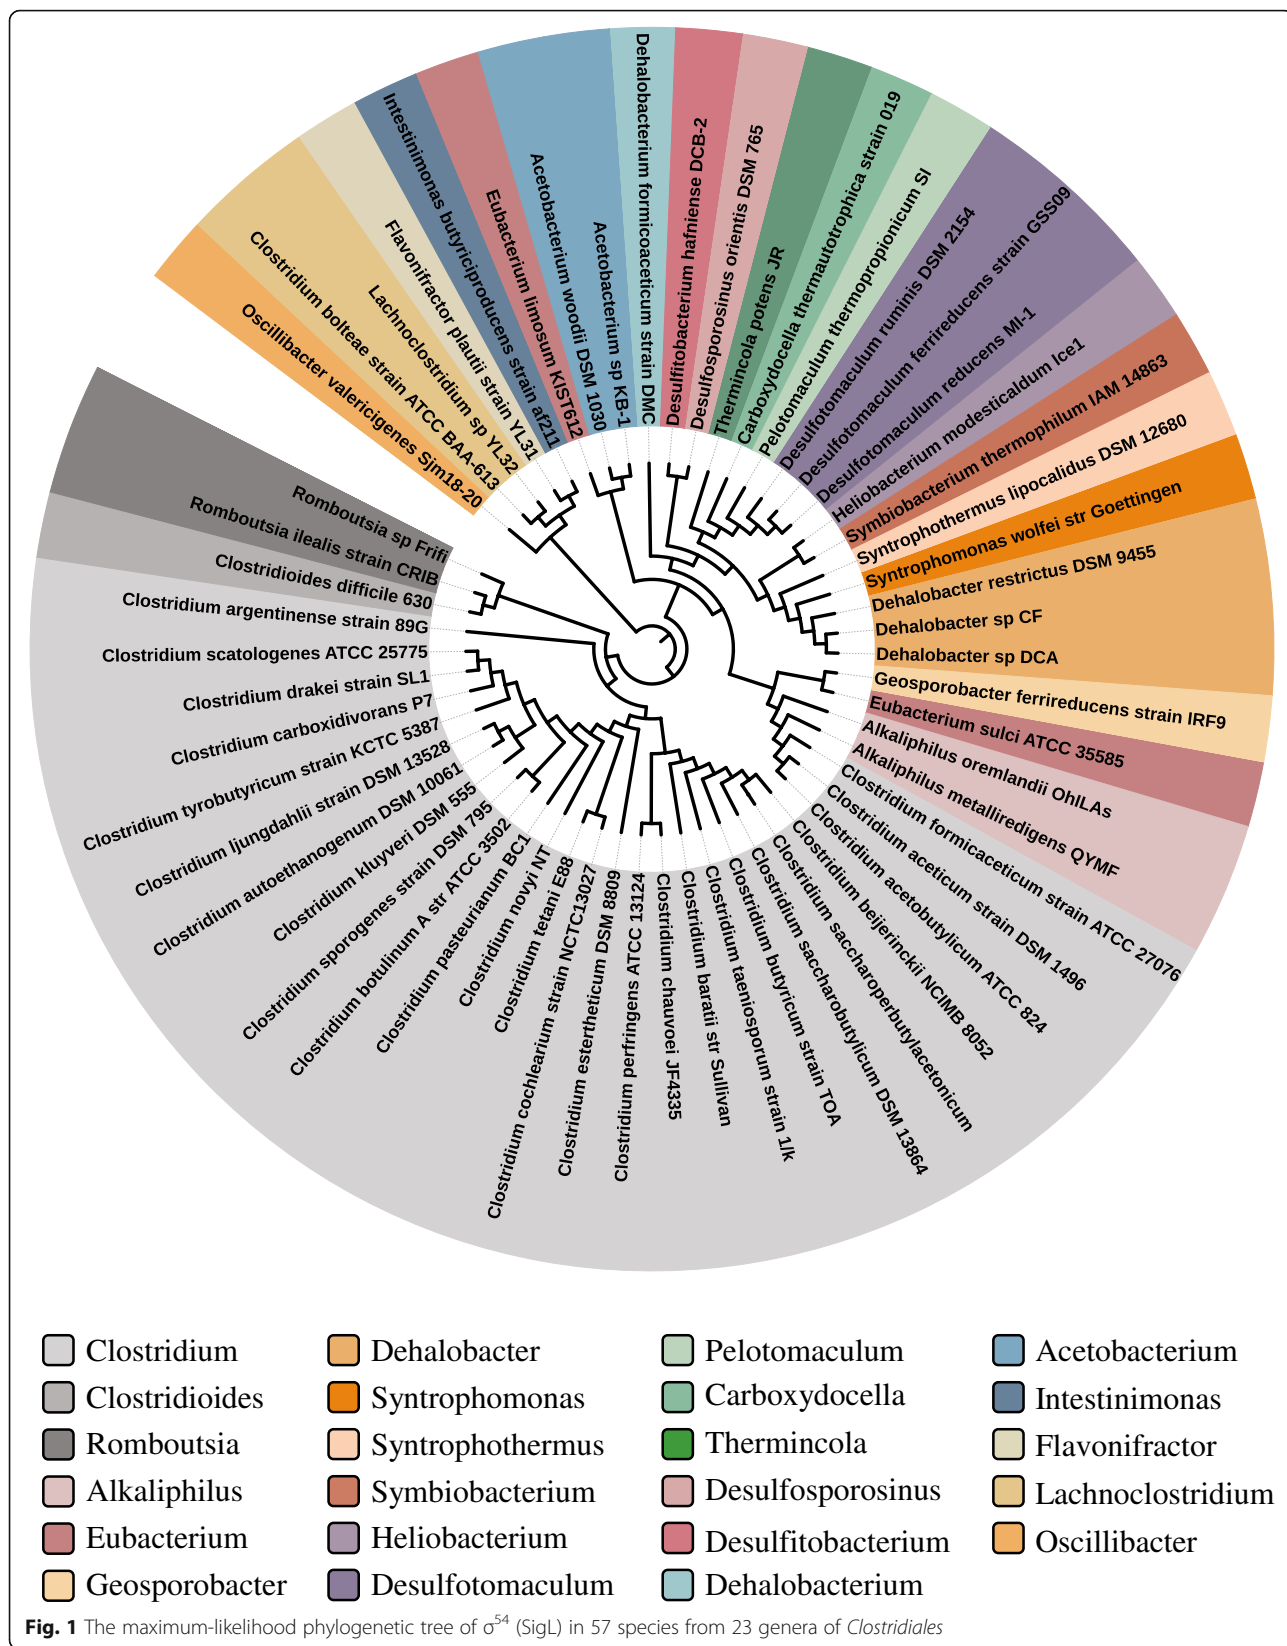 Oscillibacter valericigenes Sjm18-20
Clostridium bolteae strain ATCC BAA-613
Lachnoclostridium sp YL32
Flavonifractor plautii strain YL31
Intestinimonas butyriciproducens strain af211
Eubacterium limosum KIST612
Acetobacterium woodii DSM 1030
Acetobacterium sp KB-1
Dehalobacterium formicoaceticum strain DMC
Desulfitobacterium hafniense DCB-2
Desulfosporosinus orientis DSM 765
Thermincola potens JR
Carboxydocella thermautotrophica strain 019
Pelotomaculum thermopropionicum SI
Desulfotomaculum ruminis DSM 2154
Desulfotomaculum ferrireducens strain GSS09
Desulfotomaculum reducens MI-1
Heliobacterium modesticaldum Ice1
Symbiobacterium thermophilum IAM 14863
Syntrophothermus lipocalidus DSM 12680
Syntrophomonas wolfei str Goettingen
Dehalobacter restrictus DSM 9455
Dehalobacter sp CF
Dehalobacter sp DCA
Geosporobacter ferrireducens strain IRF9
Eubacterium sulci ATCC 35585
Alkaliphilus oremlandii OhILAs
Alkaliphilus metalliredigens QYMF
Clostridium formicaceticum strain ATCC 27076
Clostridium aceticum strain DSM 1496
Clostridium acetobutylicum ATCC 824
Clostridium beijerinckii NCIMB 8052
Clostridium saccharoperbutylacetonicum
Clostridium saccharobutylicum DSM 13864
Clostridium butyricum strain TOA
Clostridium taeniosporum strain 1/k
Clostridium baratii str Sullivan
Clostridium chauvoei JF4335
Clostridium perfringens ATCC 13124
Clostridium estertheticum DSM 8809
Clostridium cochlearium strain NCTC13027
Clostridium tetani E88
Clostridium novyi NT
Clostridium pasteurianum BC1
Clostridium botulinum A str ATCC 3502
Clostridium sporogenes strain DSM 795
Clostridium kluyveri DSM 555
Clostridium autoethanogenum DSM 10061
Clostridium ljungdahlii strain DSM 13528
Clostridium tyrobutyricum strain KCTC 5387
Clostridium carboxidivorans P7
Clostridium drakei strain SL1
Clostridium scatologenes ATCC 25775
Clostridium argentinense strain 89G
Clostridioides difficile 630
Romboutsia ilealis strain CRIB
Romboutsia sp Frifi
Clostridium
Clostridioides
Romboutsia
Alkaliphilus
Eubacterium
Geosporobacter
Dehalobacter
Syntrophomonas
Syntrophothermus
Symbiobacterium
Heliobacterium
Desulfotomaculum
Pelotomaculum
Carboxydocella
Thermincola
Desulfosporosinus
Desulfitobacterium
Dehalobacterium
Acetobacterium
Intestinimonas
Flavonifractor
Lachnoclostridium
Oscillibacter
Fig. 1 The maximum-likelihood phylogenetic tree of σ54 (SigL) in 57 species from 23 genera of Clostridiales